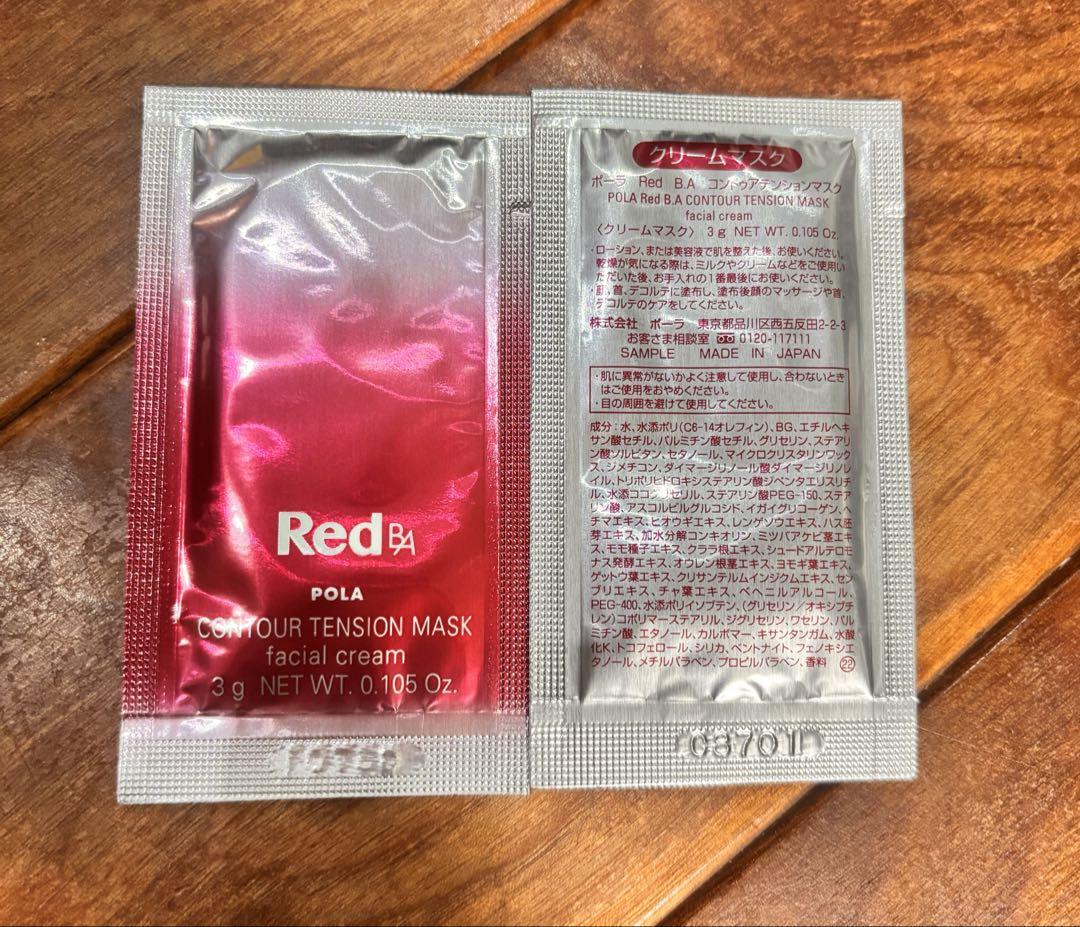 Red BA
POLA
CONTOUR TENSION MASK
facial cream
3 g NET WT. 0.105 Oz.
クリームマスク
ポーラ Red B.A コントゥアテンションマスク
POLA Red B.A CONTOUR TENSION MASK
facial cream
〈クリームマスク〉 3 g NET WT. 0.105 Oz.
・ローション、または美容液で肌を整えた後、お使いください。
乾燥が気になる際は、ミルクやクリームなどをご使用い
ただいた後、お手入れの1番最後にお使いください。
・顔、首、デコルテに塗布し、塗布後顔のマッサージや首、
デコルテのケアをしてください。
株式会社 ポーラ 東京都品川区西五反田2-2-3
お客さま相談室 0120-117111
SAMPLE MADE IN JAPAN
・肌に異常がないかよく注意して使用し、合わないとき
はご使用をおやめください。
・目の周囲を避けて使用してください。
成分：水、水添ポリ(C6-14オレフィン)、BG、エチルヘキ
サン酸セチル、パルミチン酸セチル、グリセリン、ステアリ
ン酸ソルビタン、セタノール、マイクロクリスタリンワック
ス、ジメチコン、ダイマージリノール酸ダイマージリノレ
イル、トリポリヒドロキシステアリン酸ジペンタエリスリチ
ル、水添ココグリセリル、ステアリン酸PEG-150、ステア
リン酸、アスコルビルグルコシド、イガイグリコーゲン、ヘ
チマエキス、ヒオウギエキス、レンゲソウエキス、ハス胚
芽エキス、加水分解コンキオリン、ミツバアケビ茎エキ
ス、モモ種子エキス、クララ根エキス、シュードアルテロモ
ナス発酵エキス、オウレン根茎エキス、ヨモギ葉エキス、
ゲットウ葉エキス、クリサンテルムインジクムエキス、セン
ブリエキス、チャ葉エキス、ベヘニルアルコール、
PEG-400、水添ポリイソブテン、(グリセリン／オキシブチ
レン)コポリマーステアリル、ジグリセリン、ワセリン、パル
ミチン酸、エタノール、カルボマー、キサンタンガム、水酸
化K、トコフェロール、シリカ、ベントナイト、フェノキシエ
タノール、メチルパラベン、プロピルパラベン、香料 ㉒